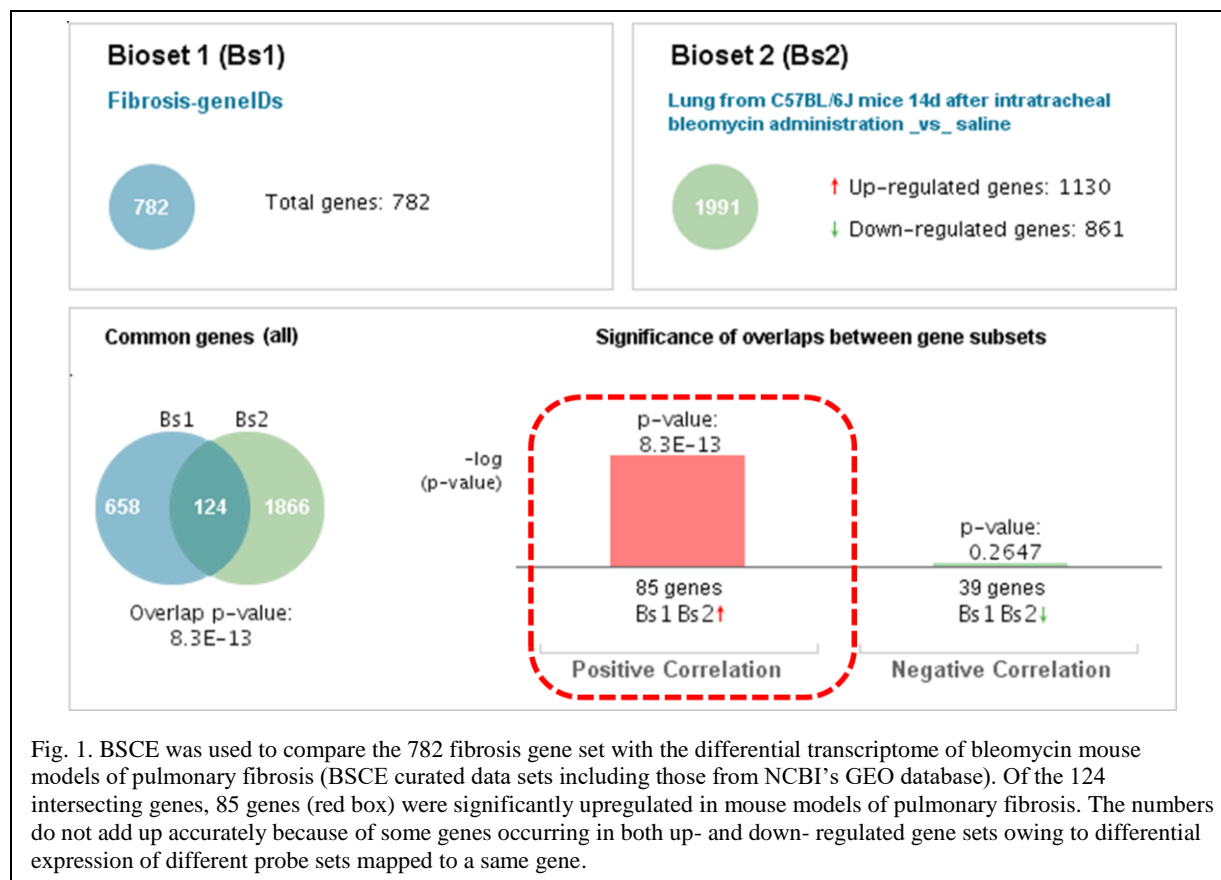 Bioset 1 (Bs1)
Fibrosis-geneIDs
782
Total genes: 782
Bioset 2 (Bs2)
Lung from C57BL/6J mice 14d after intratracheal
bleomycin administration _vs_ saline
1991
↑ Up-regulated genes: 1130
↓ Down-regulated genes: 861
Common genes (all)
Bs1 Bs2
658 124 1866
Overlap p-value:
8.3E-13
Significance of overlaps between gene subsets
-log
(p-value)
p-value:
8.3E-13
85 genes
Bs1 Bs2↑
Positive Correlation
p-value:
0.2647
39 genes
Bs1 Bs2↓
Negative Correlation
Fig. 1. BSCE was used to compare the 782 fibrosis gene set with the differential transcriptome of bleomycin mouse
models of pulmonary fibrosis (BSCE curated data sets including those from NCBI's GEO database). Of the 124
intersecting genes, 85 genes (red box) were significantly upregulated in mouse models of pulmonary fibrosis. The numbers
do not add up accurately because of some genes occurring in both up- and down- regulated gene sets owing to differential
expression of different probe sets mapped to a same gene.